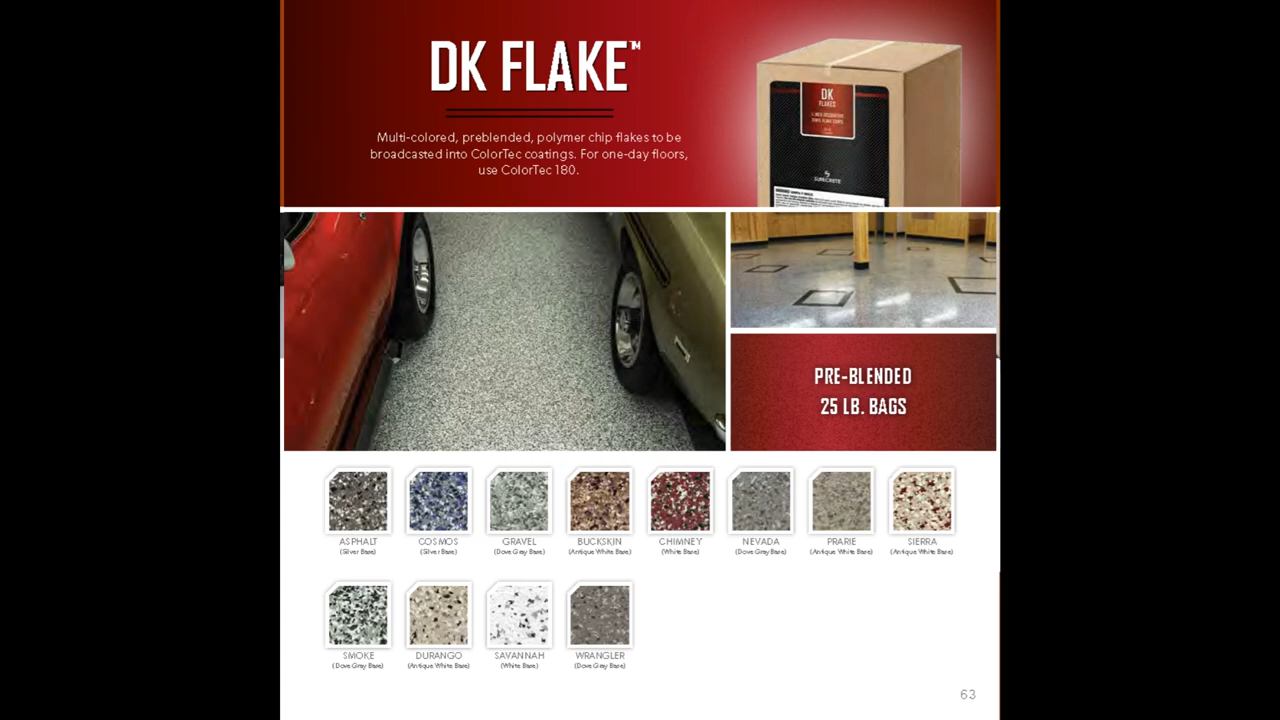 DK FLAKE™
Multi-colored, preblended, polymer chip flakes to be
broadcasted into ColorTec coatings. For one-day floors,
use ColorTec 180.
DK
FLAKES
SURECRETE
PRE-BLENDED
25 LB. BAGS
ASPHALT
(Silver Base)
COSMOS
(Silver Base)
GRAVEL
(Dove Gray Base)
BUCKSKIN
(Antique White Base)
CHIMNEY
(White Base)
NEVADA
(Dove Gray Base)
PRARIE
(Antique White Base)
SIERRA
(Antique White Base)
SMOKE
(Dove Gray Base)
DURANGO
(Antique White Base)
SAVANNAH
(White Base)
WRANGLER
(Dove Gray Base)
63